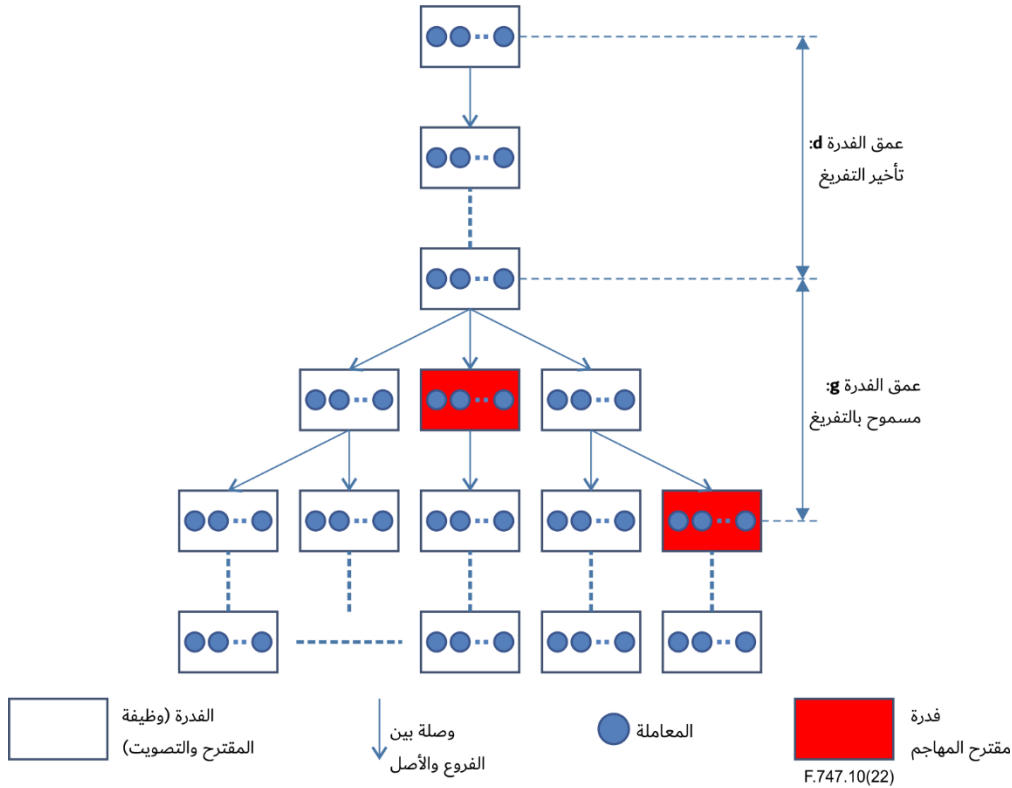 عمق الفدرة d:
تأخير التفريغ
عمق الفدرة g:
مسموح بالتفريغ
الفدرة (وظيفة
المقترح والتصويت)
وصلة بين
الفروع والأصل
المعاملة
فدرة
مقترح المهاجم
F.747.10(22)